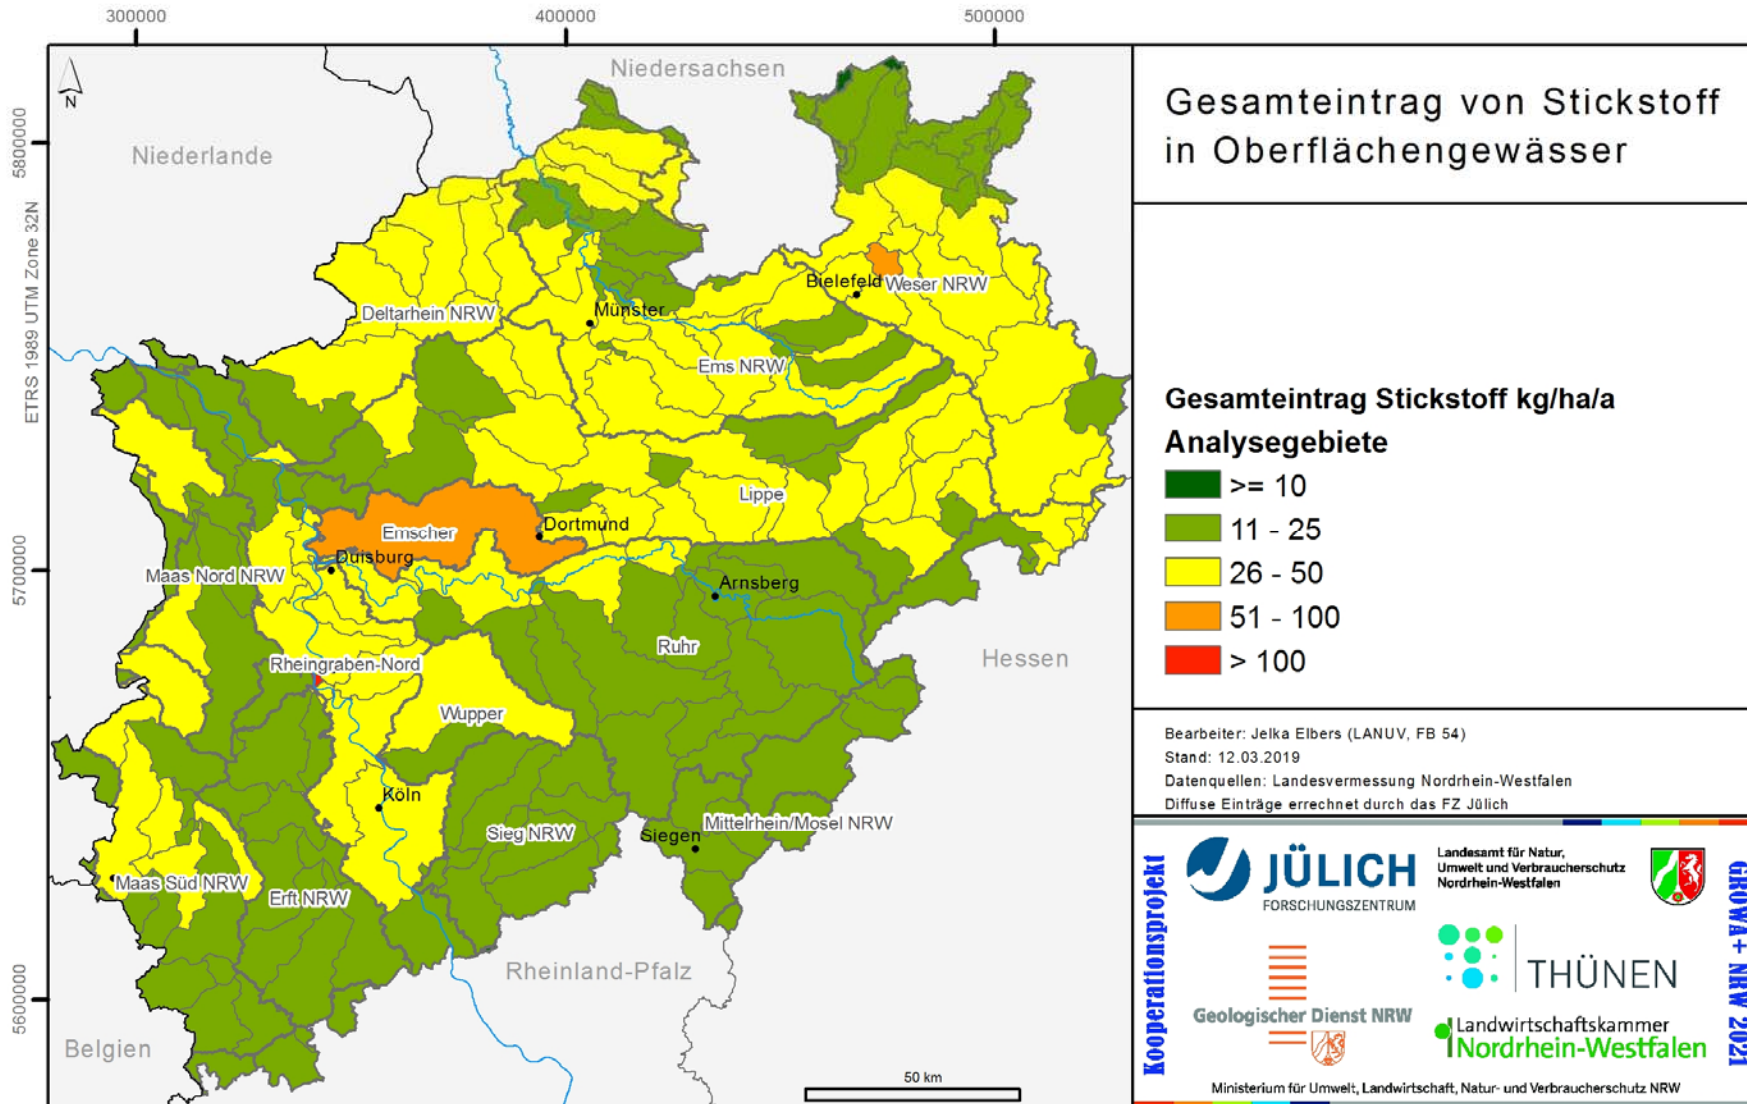 300000
400000
500000
5800000
5700000
5600000
ETRS 1989 UTM Zone 32N
N
Niedersachsen
Niederlande
Hessen
Rheinland-Pfalz
Belgien
Bielefeld
Weser NRW
Deltarhein NRW
Münster
Ems NRW
Lippe
Emscher
Dortmund
Duisburg
Maas Nord NRW
Arnsberg
Ruhr
Rheingraben-Nord
Wupper
Köln
Sieg NRW
Mittelrhein/Mosel NRW
Siegen
Maas Süd NRW
Erft NRW
50 km
Gesamteintrag von Stickstoff
in Oberflächengewässer
Gesamteintrag Stickstoff kg/ha/a
Analysegebiete
>= 10
11 - 25
26 - 50
51 - 100
> 100
Bearbeiter: Jelka Elbers (LANUV, FB 54)
Stand: 12.03.2019
Datenquellen: Landesvermessung Nordrhein-Westfalen
Diffuse Einträge errechnet durch das FZ Jülich
Kooperationsprojekt
JÜLICH
FORSCHUNGSZENTRUM
Landesamt für Natur,
Umwelt und Verbraucherschutz
Nordrhein-Westfalen
THÜNEN
Geologischer Dienst NRW
Landwirtschaftskammer
Nordrhein-Westfalen
GROWA+ NRW 2021
Ministerium für Umwelt, Landwirtschaft, Natur- und Verbraucherschutz NRW